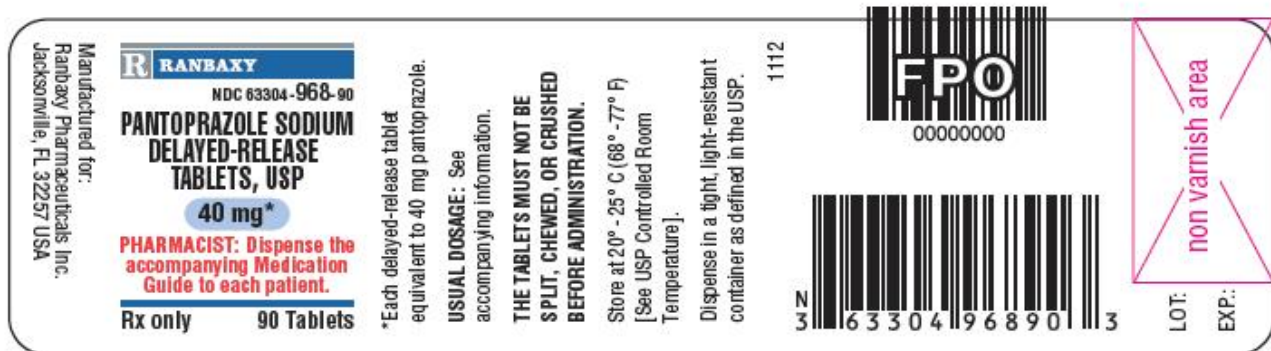 Manufactured for:
Ranbaxy Pharmaceuticals Inc.
Jacksonville, FL 32257 USA
R RANBAXY
NDC 63304-968-90
PANTOPRAZOLE SODIUM
DELAYED-RELEASE
TABLETS, USP
40 mg*
PHARMACIST: Dispense the
accompanying Medication
Guide to each patient.
Rx only 90 Tablets
*Each delayed-release tablet
equivalent to 40 mg pantoprazole.
USUAL DOSAGE: See
accompanying information.
THE TABLETS MUST NOT BE
SPLIT, CHEWED, OR CRUSHED
BEFORE ADMINISTRATION.
Store at 20° - 25° C (68° -77° F)
[See USP Controlled Room
Temperature].
Dispense in a tight, light-resistant
container as defined in the USP.
1112
FPO
00000000
N
3 63304 96890 3
non varnish area
LOT:
EXP.: